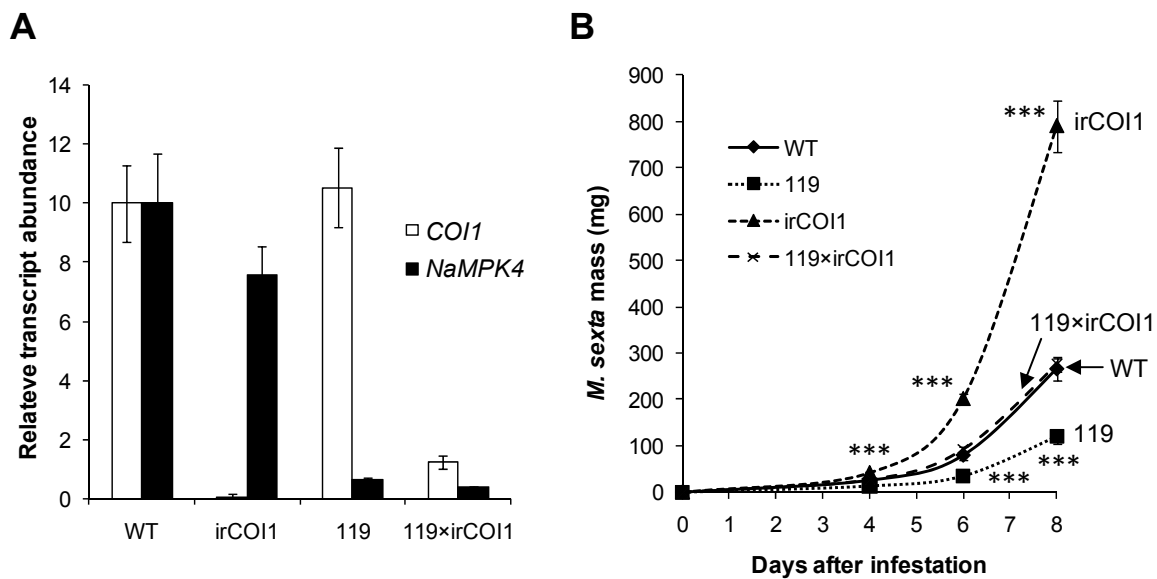 A
Relateve transcript abundance
14
12
10
8
6
4
2
0
COI1
NaMPK4
WT irCOI1 119 119×irCOI1
B
M. sexta mass (mg)
900
800
700
600
500
400
300
200
100
0
WT
119
irCOI1
119×irCOI1
*** irCOI1
***
***
119×irCOI1
WT
119
***
***
0 1 2 3 4 5 6 7 8
Days after infestation